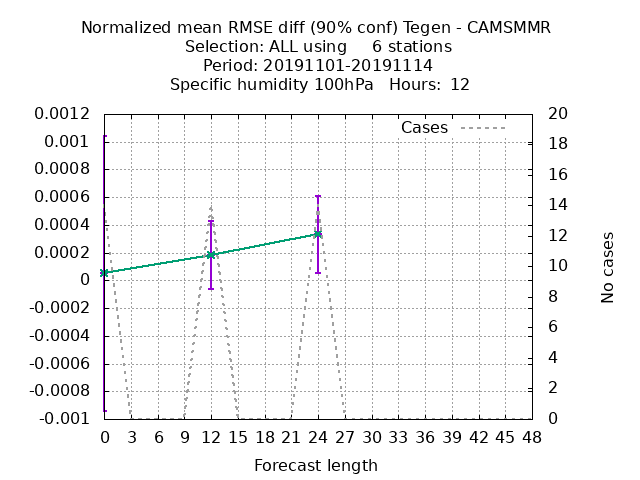 Normalized mean RMSE diff (90% conf) Tegen - CAMSMMR
Selection: ALL using     6 stations
Period: 20191101-20191114
Specific humidity 100hPa   Hours:  12
0.0012
0.001
0.0008
0.0006
0.0004
0.0002
0
-0.0002
-0.0004
-0.0006
-0.0008
-0.001
Cases
20
18
16
14
12
10
8
6
4
2
0
No cases
0 3 6 9 12 15 18 21 24 27 30 33 36 39 42 45 48
Forecast length